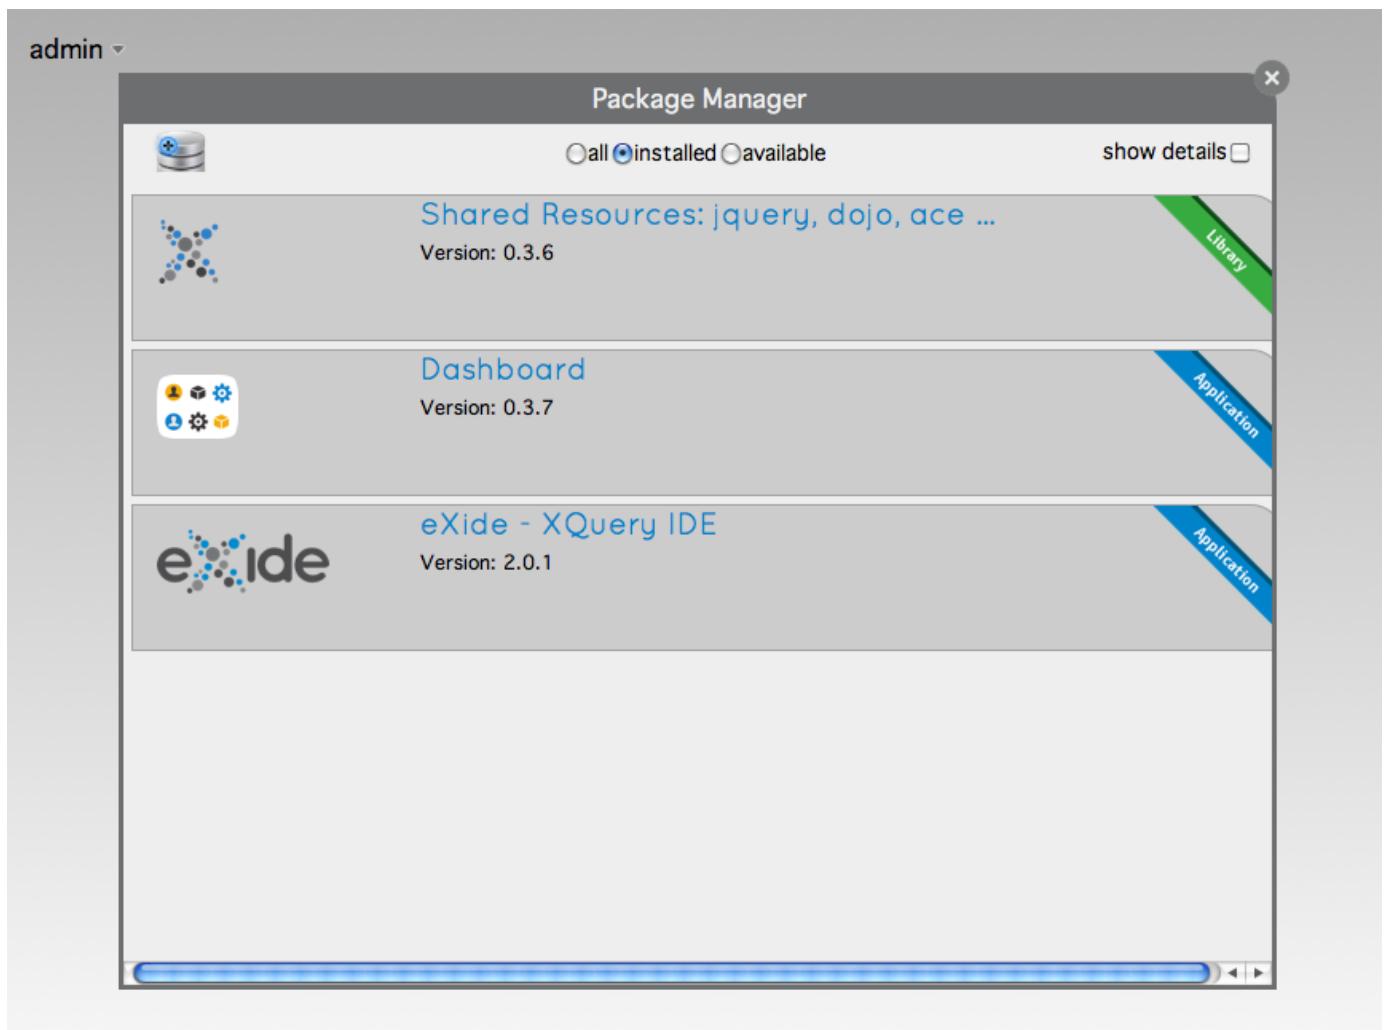 admin
Package Manager
all installed available
show details
Shared Resources: jquery, dojo, ace ...
Version: 0.3.6
Library
Dashboard
Version: 0.3.7
Application
eXide
eXide - XQuery IDE
Version: 2.0.1
Application